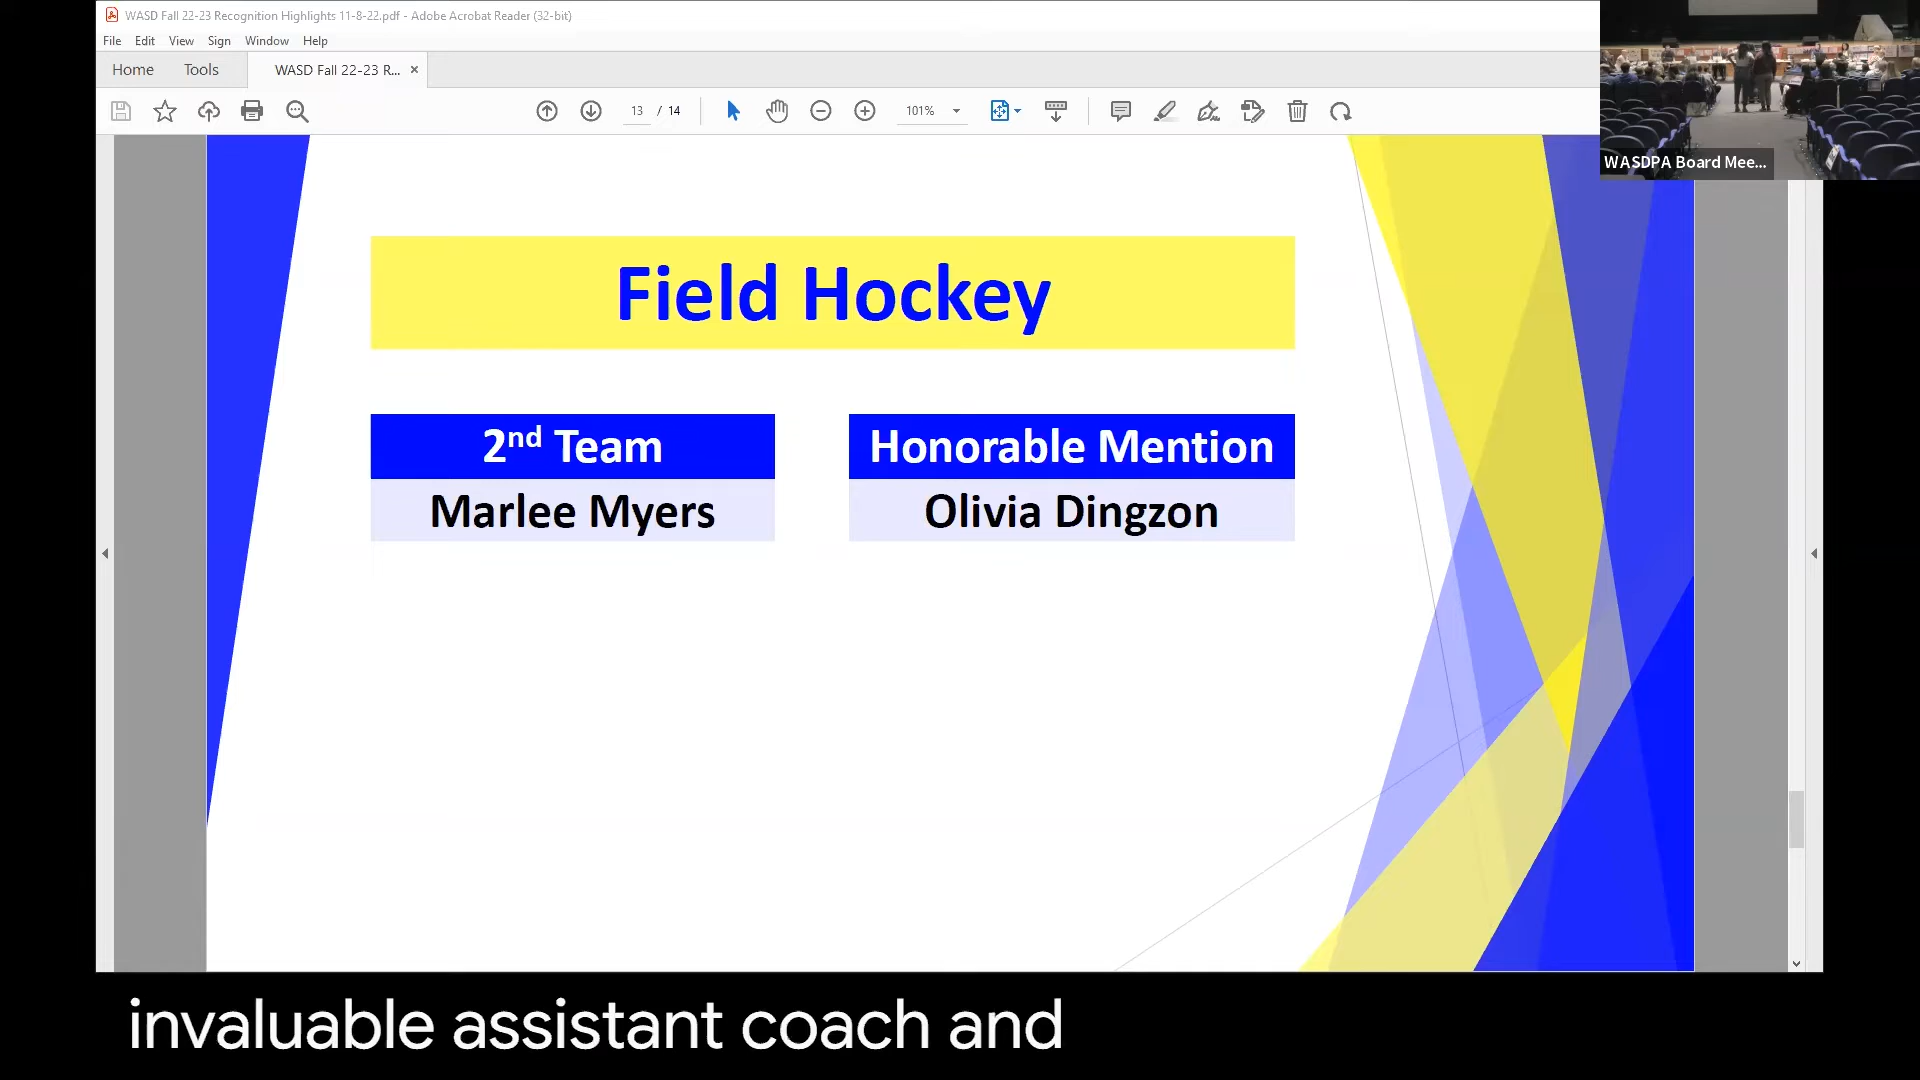 WASD Fall 22-23 Recognition Highlights 11-8-22.pdf - Adobe Acrobat Reader (32-bit)
File Edit View Sign Window Help
Home Tools WASD Fall 22-23 R... ×
13 / 14 101%
WASDPA Board Mee...
Field Hockey
2nd Team Honorable Mention
Marlee Myers Olivia Dingzon
invaluable assistant coach and